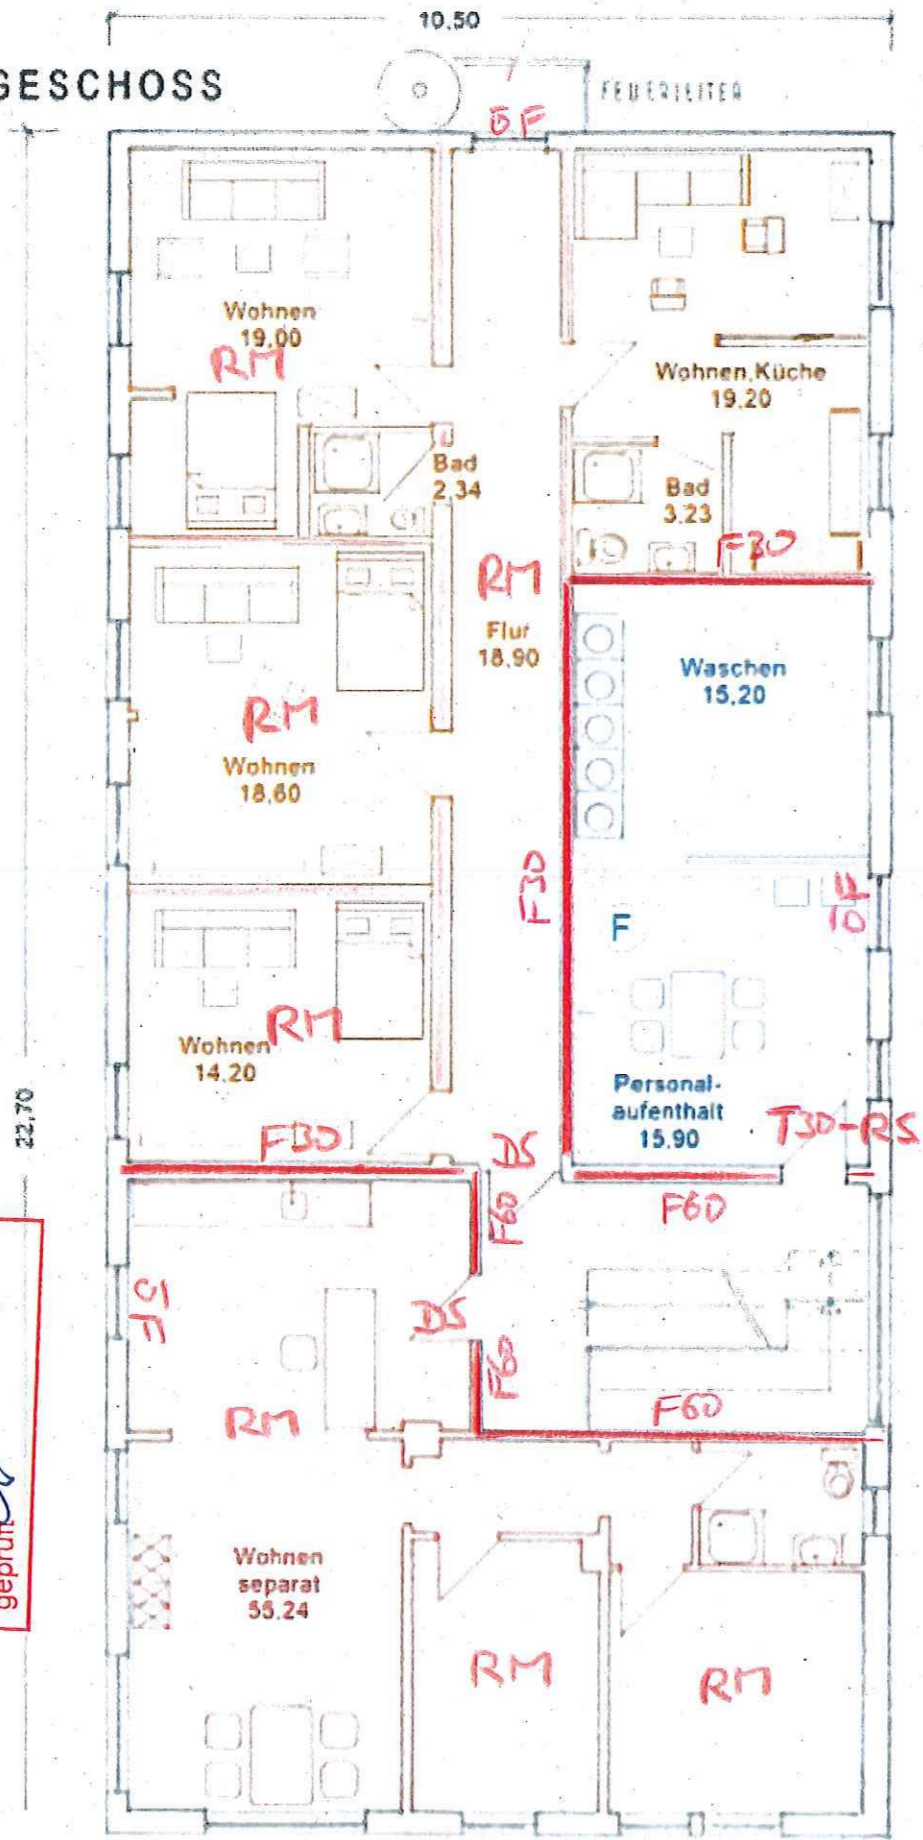 10,50
GESCHOSS
FEUERLEITER
Wohnen
19,00
RM
Wohnen, Küche
19,20
Bad
2,34
Bad
3,23
F30
RM
Flur
18,90
Waschen
15,20
RM
Wohnen
18,60
F30
F
RM
Wohnen
14,20
Personal-
aufenthalt
15,90
T30-RS
22,70
F30
DS
F60
F60
DS
F60
F60
RM
geprüft
Wohnen
separat
55,24
RM
RM